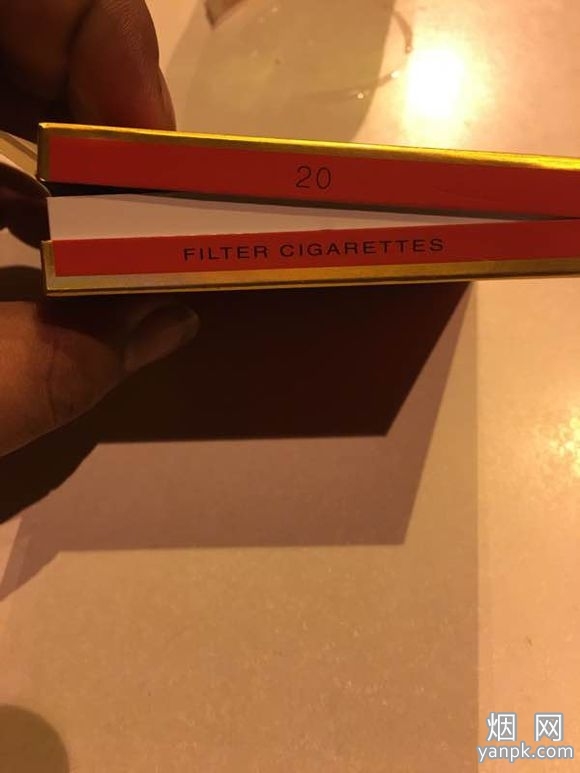 20
FILTER CIGARETTES
烟 网
yanpk.com